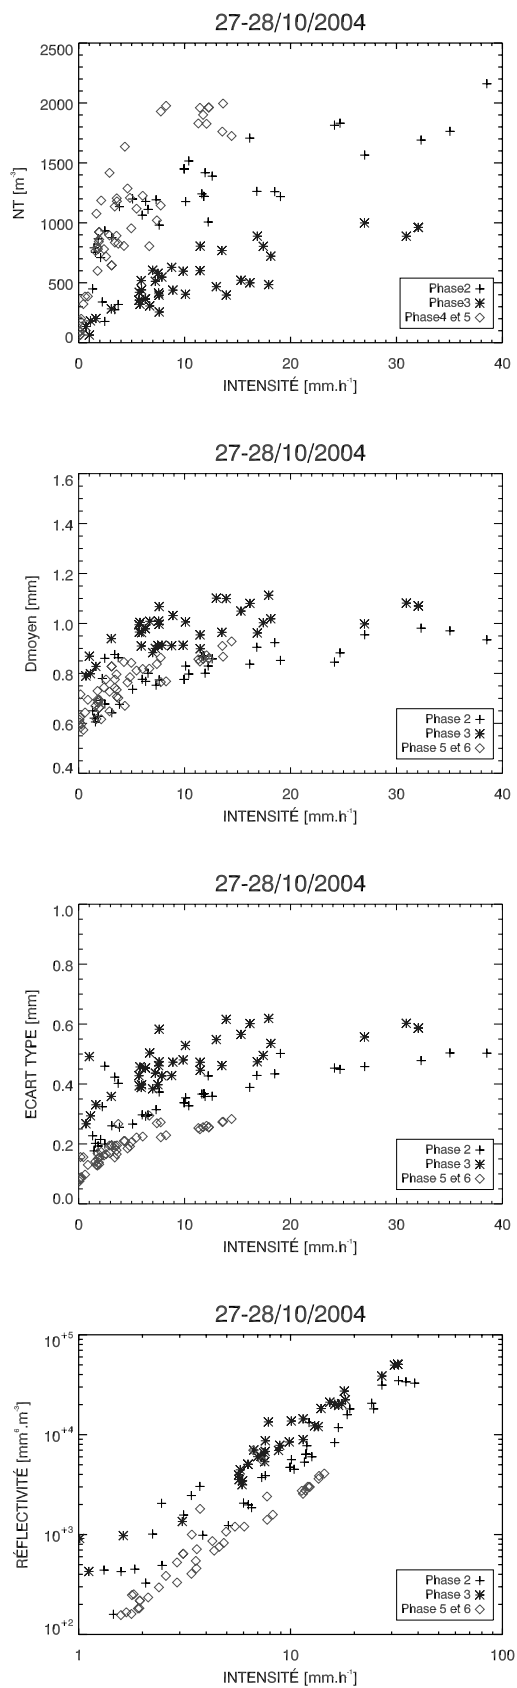 27-28/10/2004
2500
2000
1500
1000
500
0
NT [m⁻³]
Phase2 +
Phase3 ✳
Phase4 et 5 ◇
0 10 20 30 40
INTENSITÉ [mm.h⁻¹]
27-28/10/2004
1.6
1.4
1.2
1.0
0.8
0.6
0.4
Dmoyen [mm]
Phase 2 +
Phase 3 ✳
Phase 5 et 6 ◇
0 10 20 30 40
INTENSITÉ [mm.h⁻¹]
27-28/10/2004
1.0
0.8
0.6
0.4
0.2
0.0
ECART TYPE [mm]
Phase 2 +
Phase 3 ✳
Phase 5 et 6 ◇
0 10 20 30 40
INTENSITÉ [mm.h⁻¹]
27-28/10/2004
10⁺⁵
10⁺⁴
10⁺³
10⁺²
RÉFLECTIVITÉ [mm⁶.m⁻³]
Phase 2 +
Phase 3 ✳
Phase 5 et 6 ◇
1 10 100
INTENSITÉ [mm.h⁻¹]